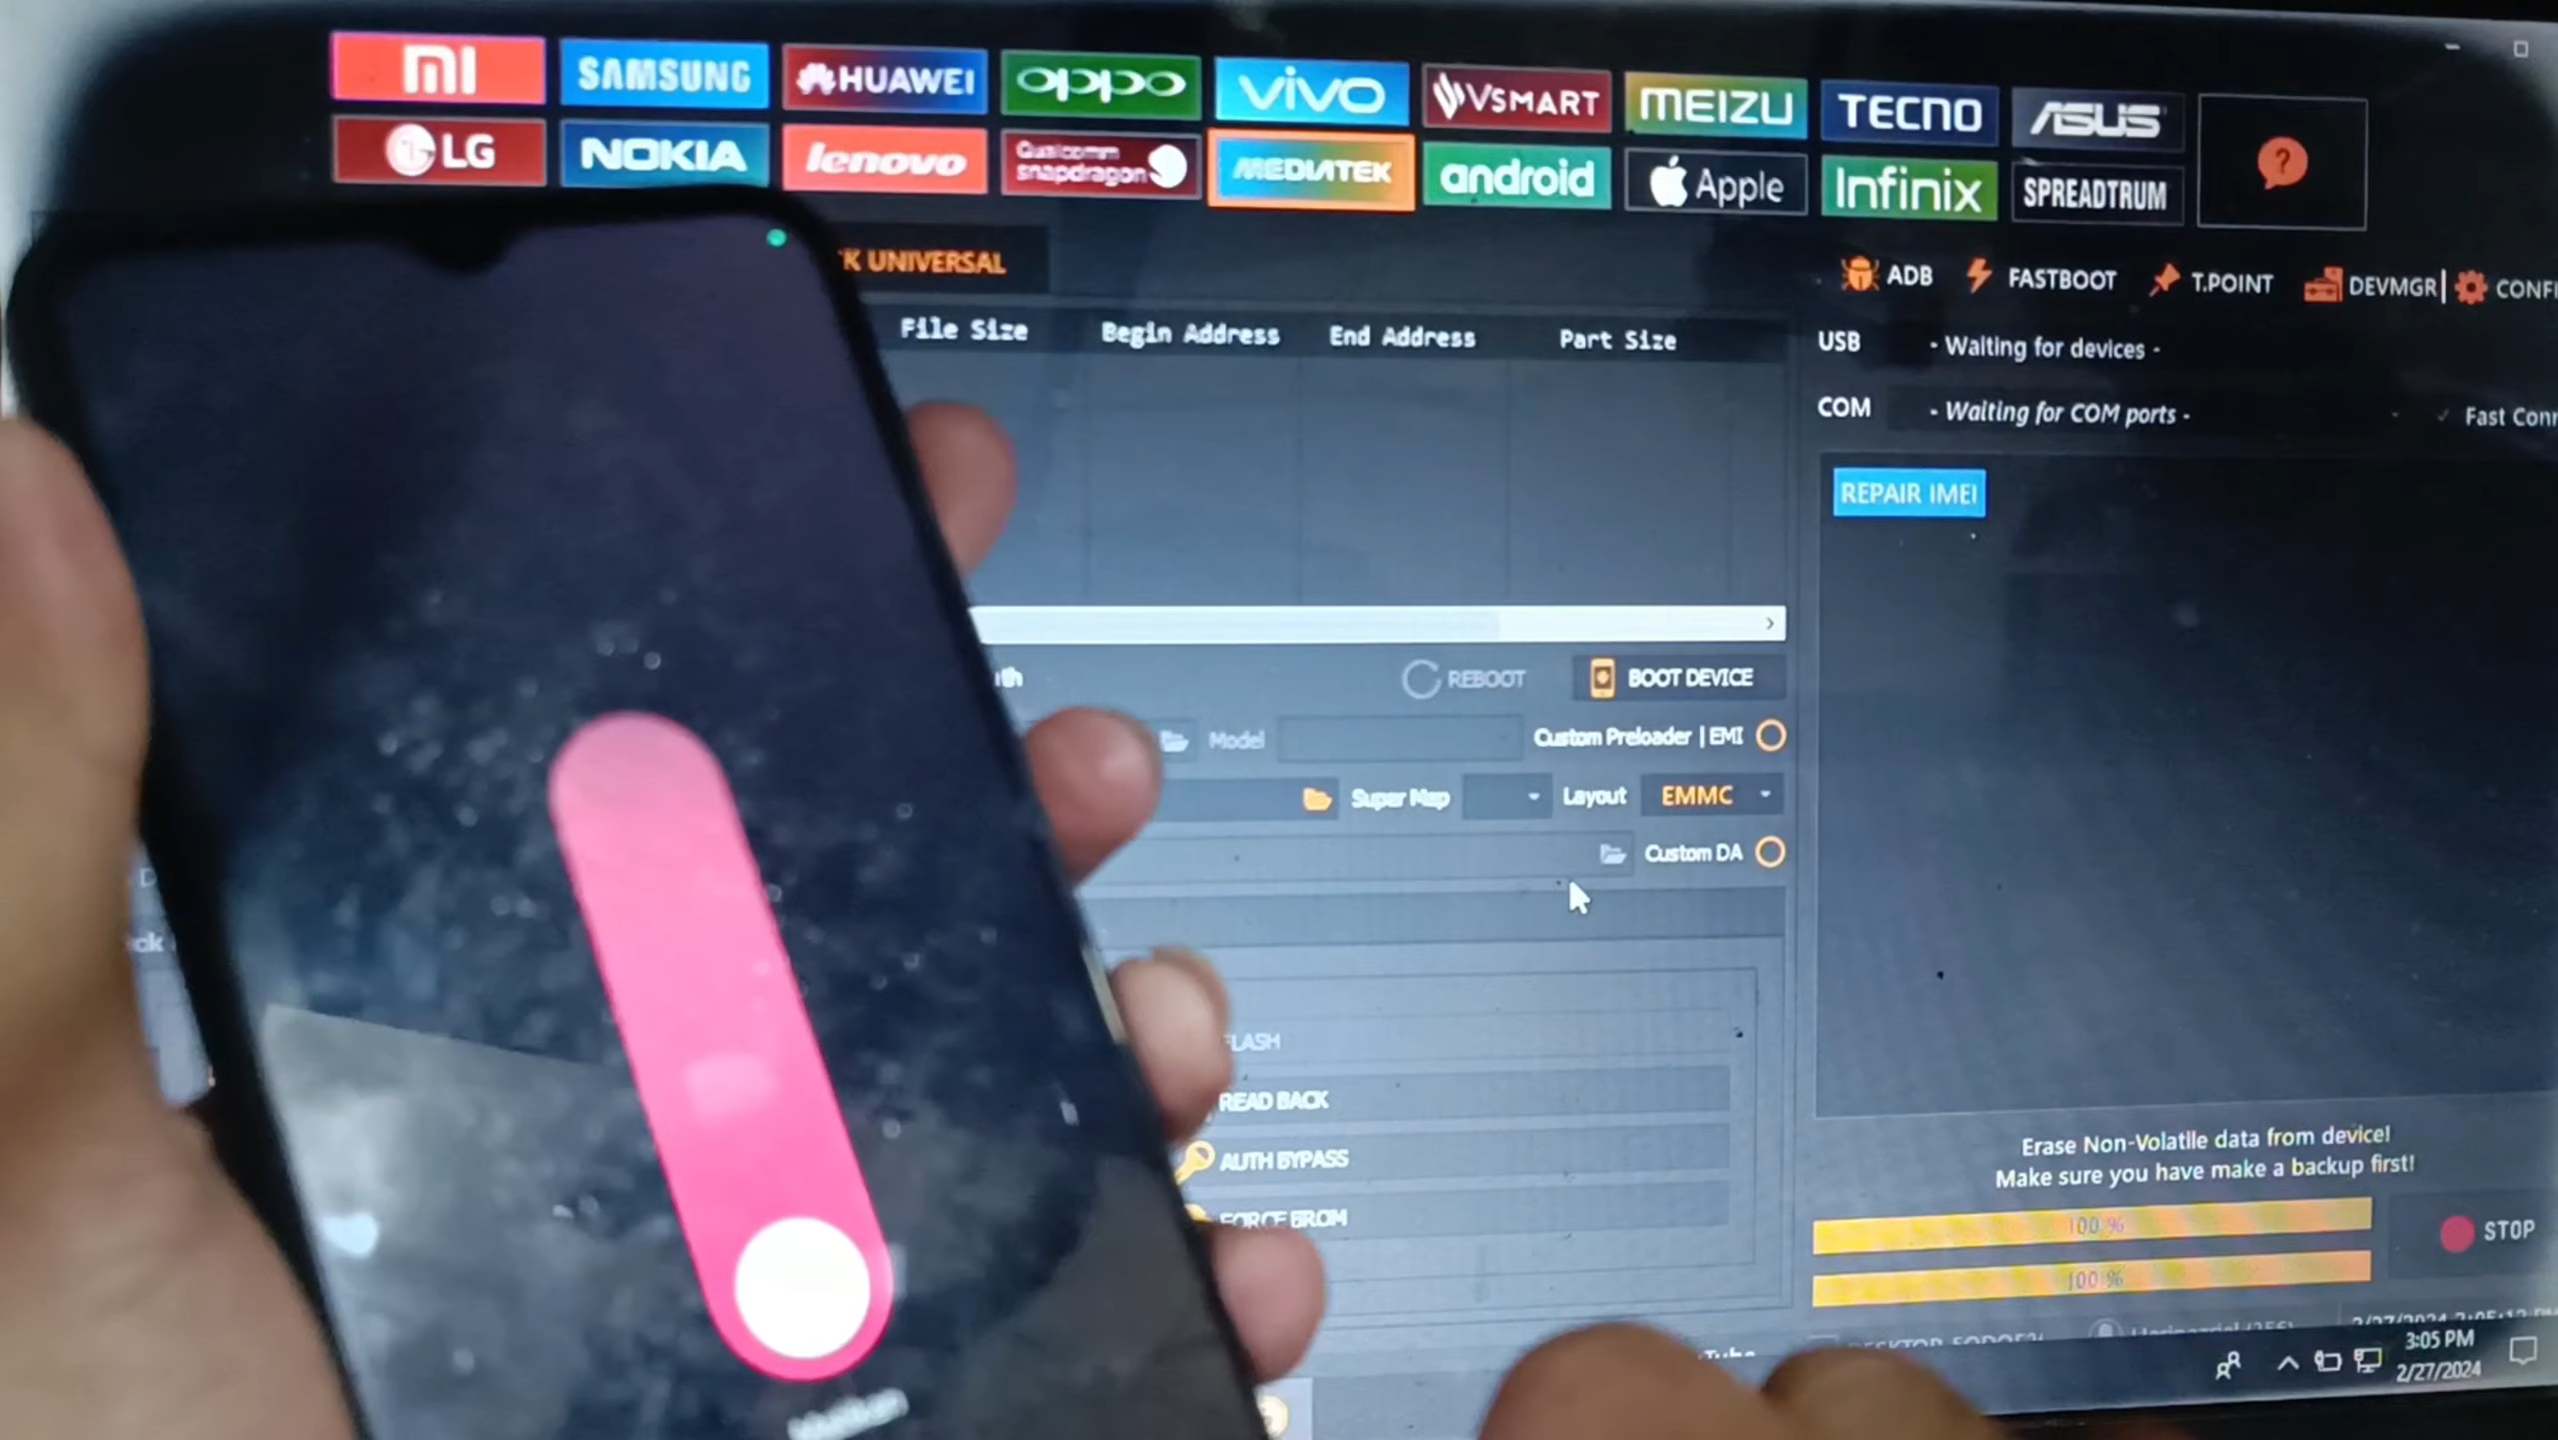 MI SAMSUNG HUAWEI oppo vivo VSMART MEIZU TECNO ASUS
LG NOKIA lenovo Qualcomm snapdragon MEDIATEK android Apple Infinix SPREADTRUM
?
K UNIVERSAL
ADB FASTBOOT T.POINT DEVMGR CONFI
File Size Begin Address End Address Part Size
USB - Waiting for devices -
COM - Waiting for COM ports - Fast Conn
REPAIR IMEI
REBOOT BOOT DEVICE
Model Custom Preloader | EMI
Super Map Layout EMMC
Custom DA
FLASH
READ BACK
AUTH BYPASS
FORCE BROM
Erase Non-Volatile data from device!
Make sure you have make a backup first!
100 %
STOP
100 %
3:05 PM
2/27/2024